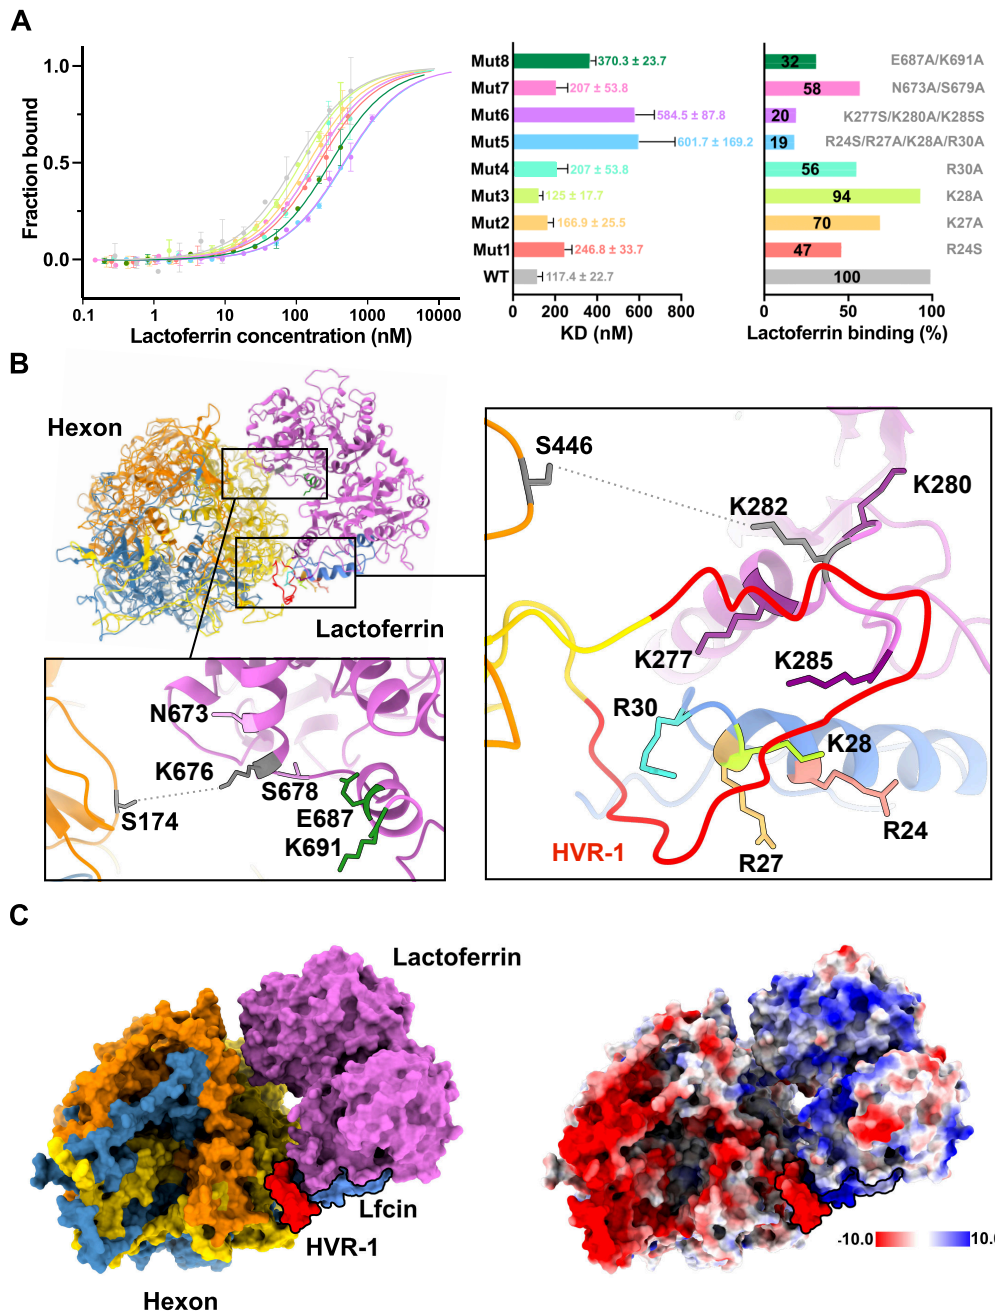 A
1.0
0.5
0.0
Fraction bound
0.1 1 10 100 1000 10000
Lactoferrin concentration (nM)
Mut8 370.3 ± 23.7
Mut7 207 ± 53.8
Mut6 584.5 ± 87.8
Mut5 601.7 ± 169.2
Mut4 207 ± 53.8
Mut3 125 ± 17.7
Mut2 166.9 ± 25.5
Mut1 246.8 ± 33.7
WT 117.4 ± 22.7
0 200 400 600 800
KD (nM)
32 E687A/K691A
58 N673A/S679A
20 K277S/K280A/K285S
19 R24S/R27A/K28A/R30A
56 R30A
94 K28A
70 K27A
47 R24S
100
0 50 100
Lactoferrin binding (%)
B
Hexon
Lactoferrin
N673
K676
S678
S174
E687
K691
S446
K280
K282
K277
K285
R30
K28
R24
R27
HVR-1
C
Lactoferrin
Lfcin
HVR-1
Hexon
-10.0 10.0